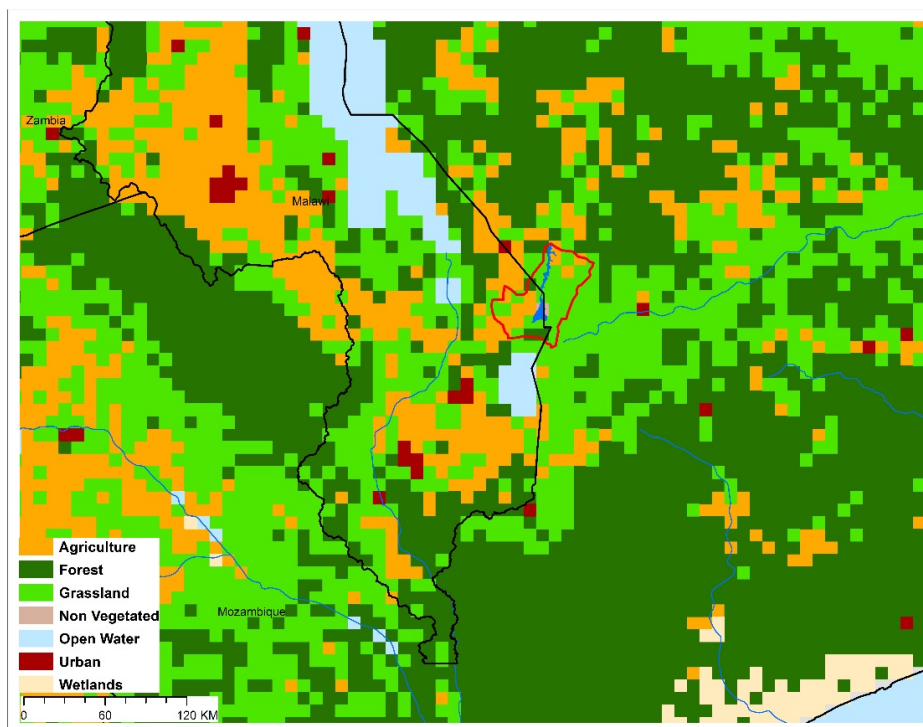 Zambia
Malawi
Agriculture
Forest
Grassland
Non Vegetated
Mozambique
Open Water
Urban
Wetlands
0
60
120 KM